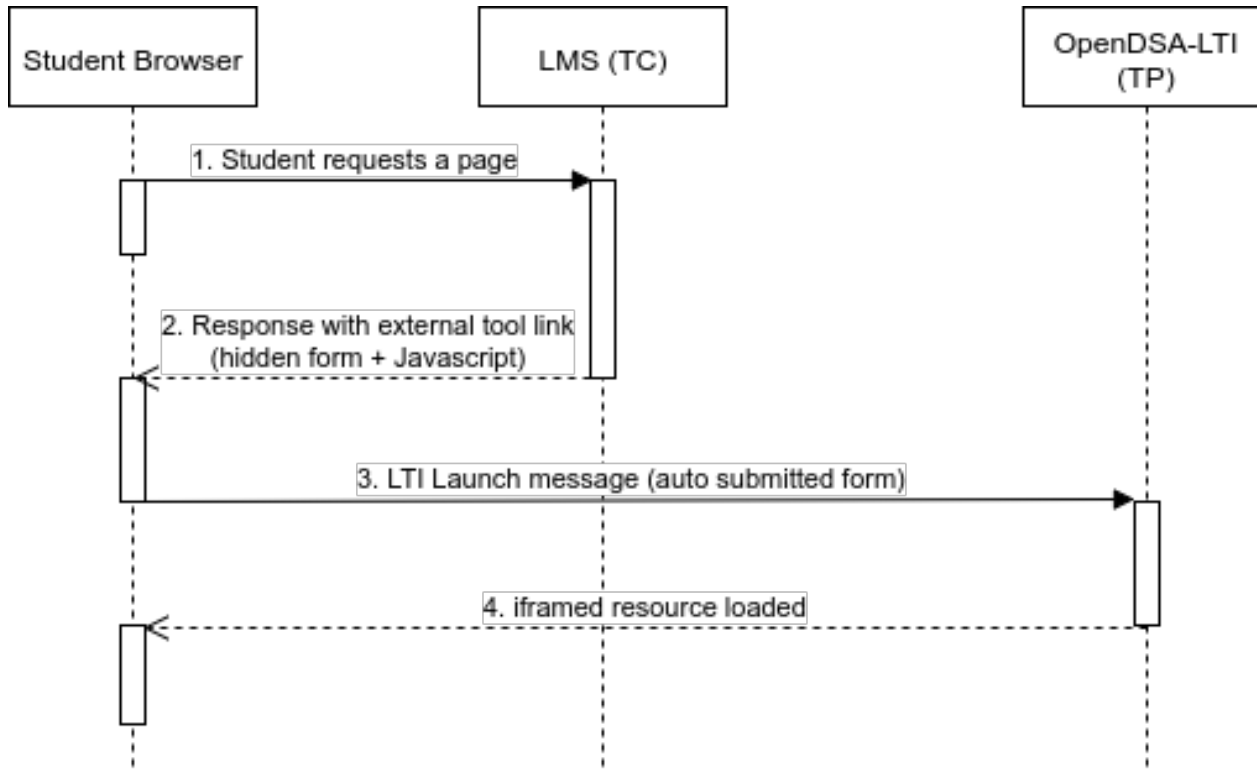 Student Browser
LMS (TC)
OpenDSA-LTI
(TP)
1. Student requests a page
2. Response with external tool link
(hidden form + Javascript)
3. LTI Launch message (auto submitted form)
4. iframed resource loaded